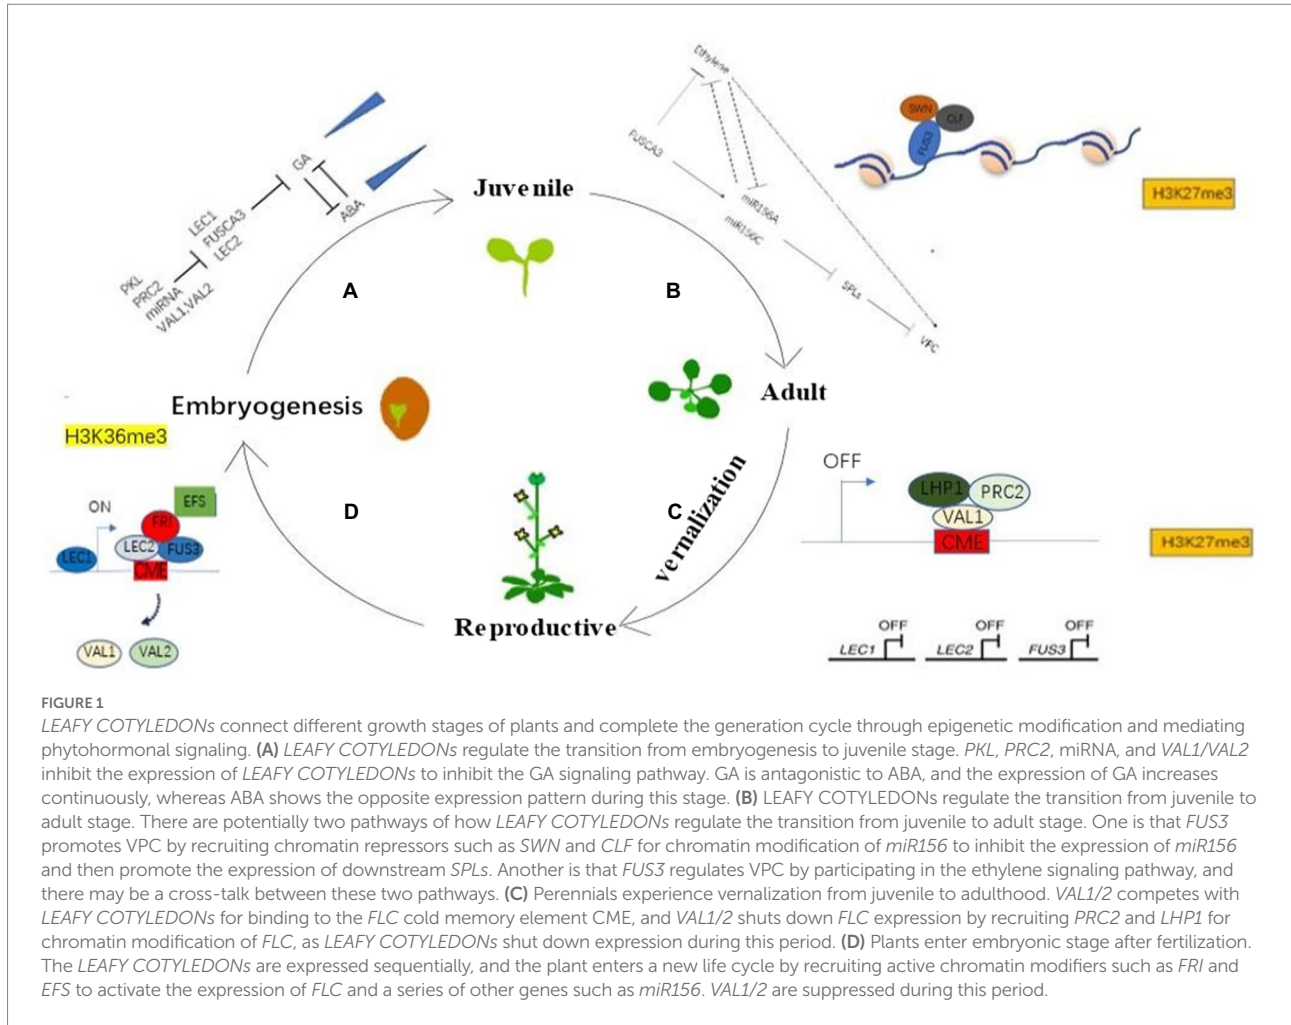 Ethylene
FUSCA3
miR156A
miR156C
SPLs
VPC
SWN
CLF
FUS3
H3K27me3
GA
ABA
LEC1
FUSCA3
LEC2
PKL
PRC2
miRNA
VAL1,VAL2
Juvenile
A
B
Embryogenesis
Adult
H3K36me3
ON
EFS
FRI
LEC1
LEC2
FUS3
CME
VAL1
VAL2
D
C
vernalization
Reproductive
OFF
LHP1
PRC2
VAL1
CME
H3K27me3
OFF
OFF
OFF
LEC1
LEC2
FUS3
FIGURE 1
LEAFY COTYLEDONs connect different growth stages of plants and complete the generation cycle through epigenetic modification and mediating
phytohormonal signaling. (A) LEAFY COTYLEDONs regulate the transition from embryogenesis to juvenile stage. PKL, PRC2, miRNA, and VAL1/VAL2
inhibit the expression of LEAFY COTYLEDONs to inhibit the GA signaling pathway. GA is antagonistic to ABA, and the expression of GA increases
continuously, whereas ABA shows the opposite expression pattern during this stage. (B) LEAFY COTYLEDONs regulate the transition from juvenile to
adult stage. There are potentially two pathways of how LEAFY COTYLEDONs regulate the transition from juvenile to adult stage. One is that FUS3
promotes VPC by recruiting chromatin repressors such as SWN and CLF for chromatin modification of miR156 to inhibit the expression of miR156
and then promote the expression of downstream SPLs. Another is that FUS3 regulates VPC by participating in the ethylene signaling pathway, and
there may be a cross-talk between these two pathways. (C) Perennials experience vernalization from juvenile to adulthood. VAL1/2 competes with
LEAFY COTYLEDONs for binding to the FLC cold memory element CME, and VAL1/2 shuts down FLC expression by recruiting PRC2 and LHP1 for
chromatin modification of FLC, as LEAFY COTYLEDONs shut down expression during this period. (D) Plants enter embryonic stage after fertilization.
The LEAFY COTYLEDONs are expressed sequentially, and the plant enters a new life cycle by recruiting active chromatin modifiers such as FRI and
EFS to activate the expression of FLC and a series of other genes such as miR156. VAL1/2 are suppressed during this period.